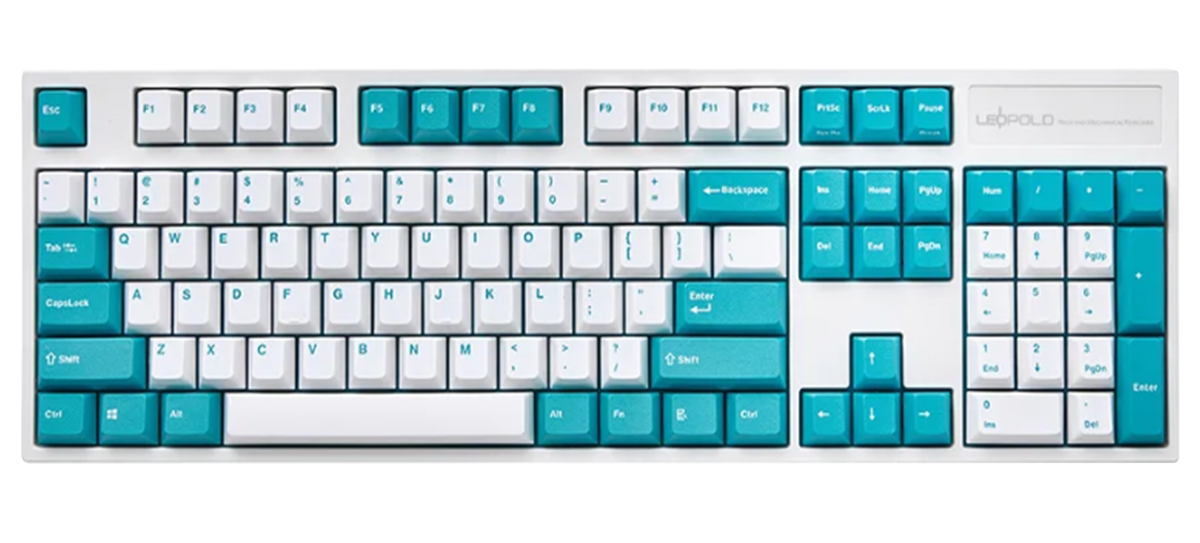 Esc F1 F2 F3 F4 F5 F6 F7 F8 F9 F10 F11 F12 PrtSc ScrLk Pause LEOPOLD
~ ! @ # $ % ^ & * ( ) – +
` 1 2 3 4 5 6 7 8 9 0 - = ←Backspace Ins Home PgUp Num / * −
Tab Q W E R T Y U I O P { } | Del End PgDn 7 8 9 +
[ ] \ Home ↑ PgUp
CapsLock A S D F G H J K L : " Enter 4 5 6
; ' ← →
⇧ Shift Z X C V B N M < > ? ⇧ Shift ↑ 1 2 3 Enter
, . / End ↓ PgDn
Ctrl Alt Alt Fn Ctrl ← ↓ → 0 .
Ins Del